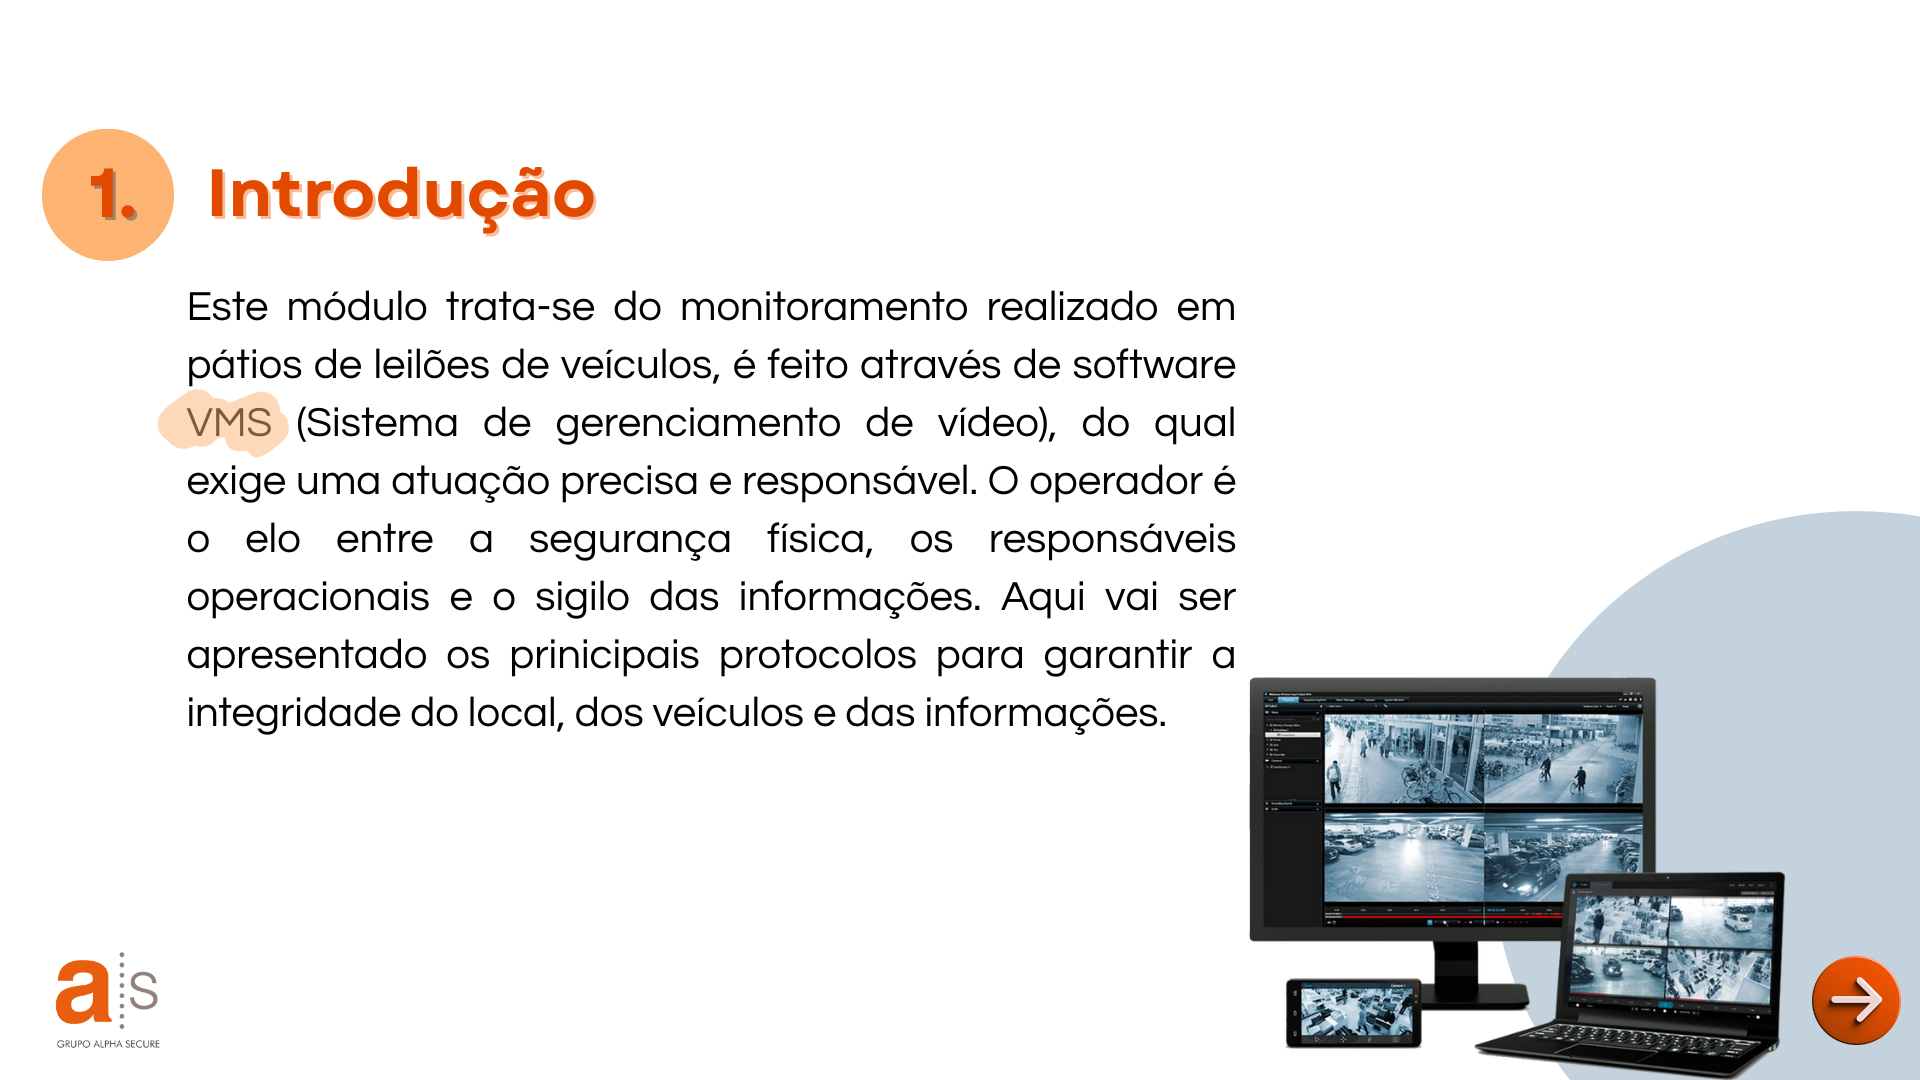 1.
Introdução
Este módulo trata-se do monitoramento realizado em
pátios de leilões de veículos, é feito através de software
VMS (Sistema de gerenciamento de vídeo), do qual
exige uma atuação precisa e responsável. O operador é
o elo entre a segurança física, os responsáveis
operacionais e o sigilo das informações. Aqui vai ser
apresentado os prinicipais protocolos para garantir a
integridade do local, dos veículos e das informações.
a s
GRUPO ALPHA SECURE